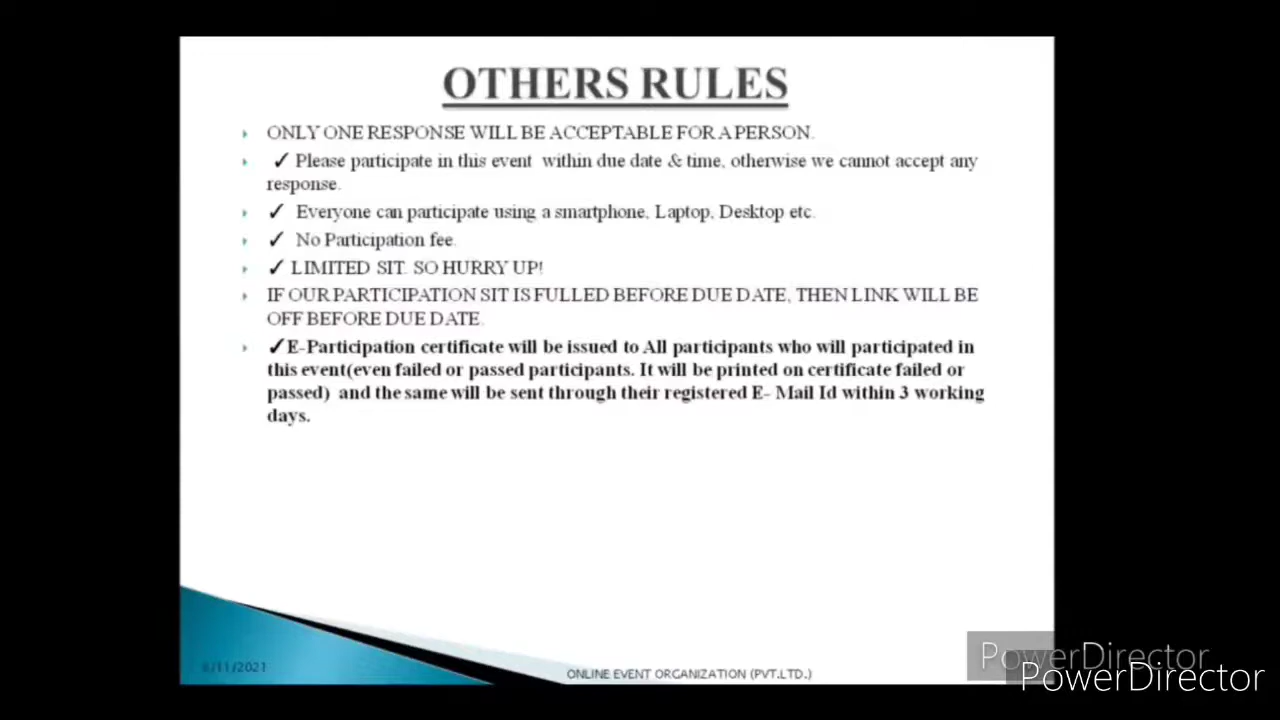 OTHERS RULES
ONLY ONE RESPONSE WILL BE ACCEPTABLE FOR A PERSON.
✓ Please participate in this event within due date & time, otherwise we cannot accept any
response.
✓ Everyone can participate using a smartphone, Laptop, Desktop etc.
✓ No Participation fee.
✓ LIMITED SIT. SO HURRY UP!
IF OUR PARTICIPATION SIT IS FULLED BEFORE DUE DATE, THEN LINK WILL BE
OFF BEFORE DUE DATE.
✓E-Participation certificate will be issued to All participants who will participated in
this event(even failed or passed participants. It will be printed on certificate failed or
passed) and the same will be sent through their registered E- Mail Id within 3 working
days.
ONLINE EVENT ORGANIZATION (PVT.LTD.)
PowerDirector
PowerDirector